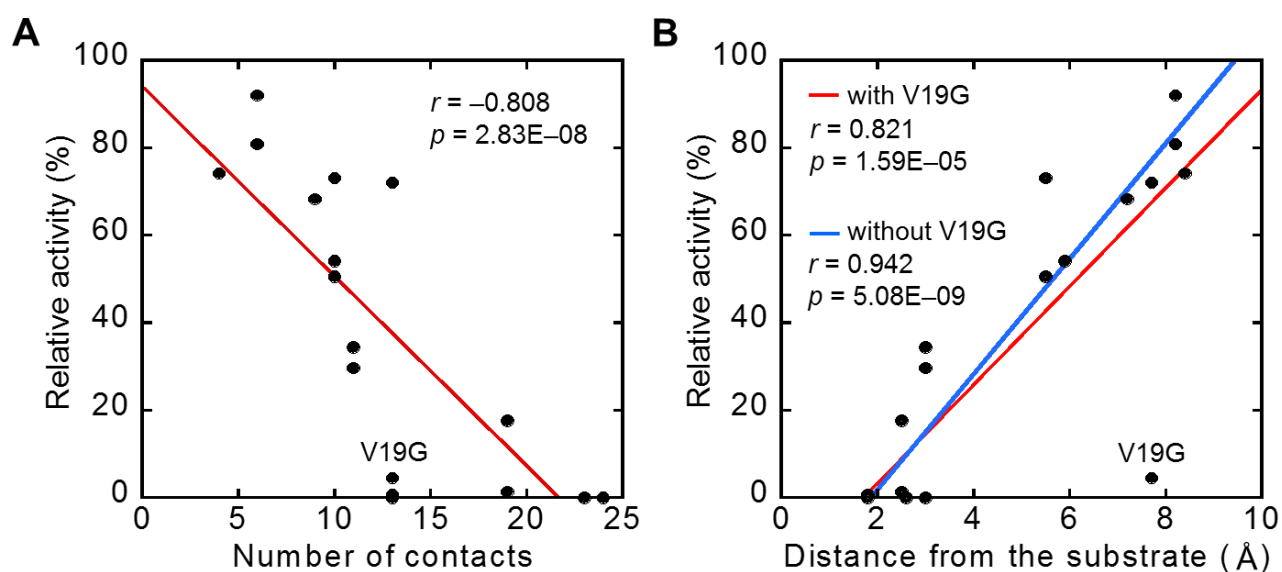 A
Relative activity (%)
100
80
60
40
20
0
r = –0.808
p = 2.83E–08
V19G
0 5 10 15 20 25
Number of contacts
B
Relative activity (%)
100
80
60
40
20
0
with V19G
r = 0.821
p = 1.59E–05
without V19G
r = 0.942
p = 5.08E–09
V19G
0 2 4 6 8 10
Distance from the substrate (Å)